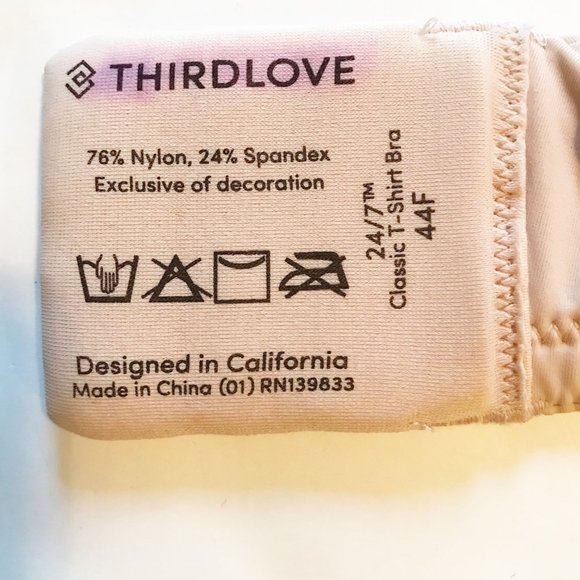 THIRDLOVE
76% Nylon, 24% Spandex
Exclusive of decoration
24/7™
Classic T-Shirt Bra
44F
Designed in California
Made in China (01) RN139833